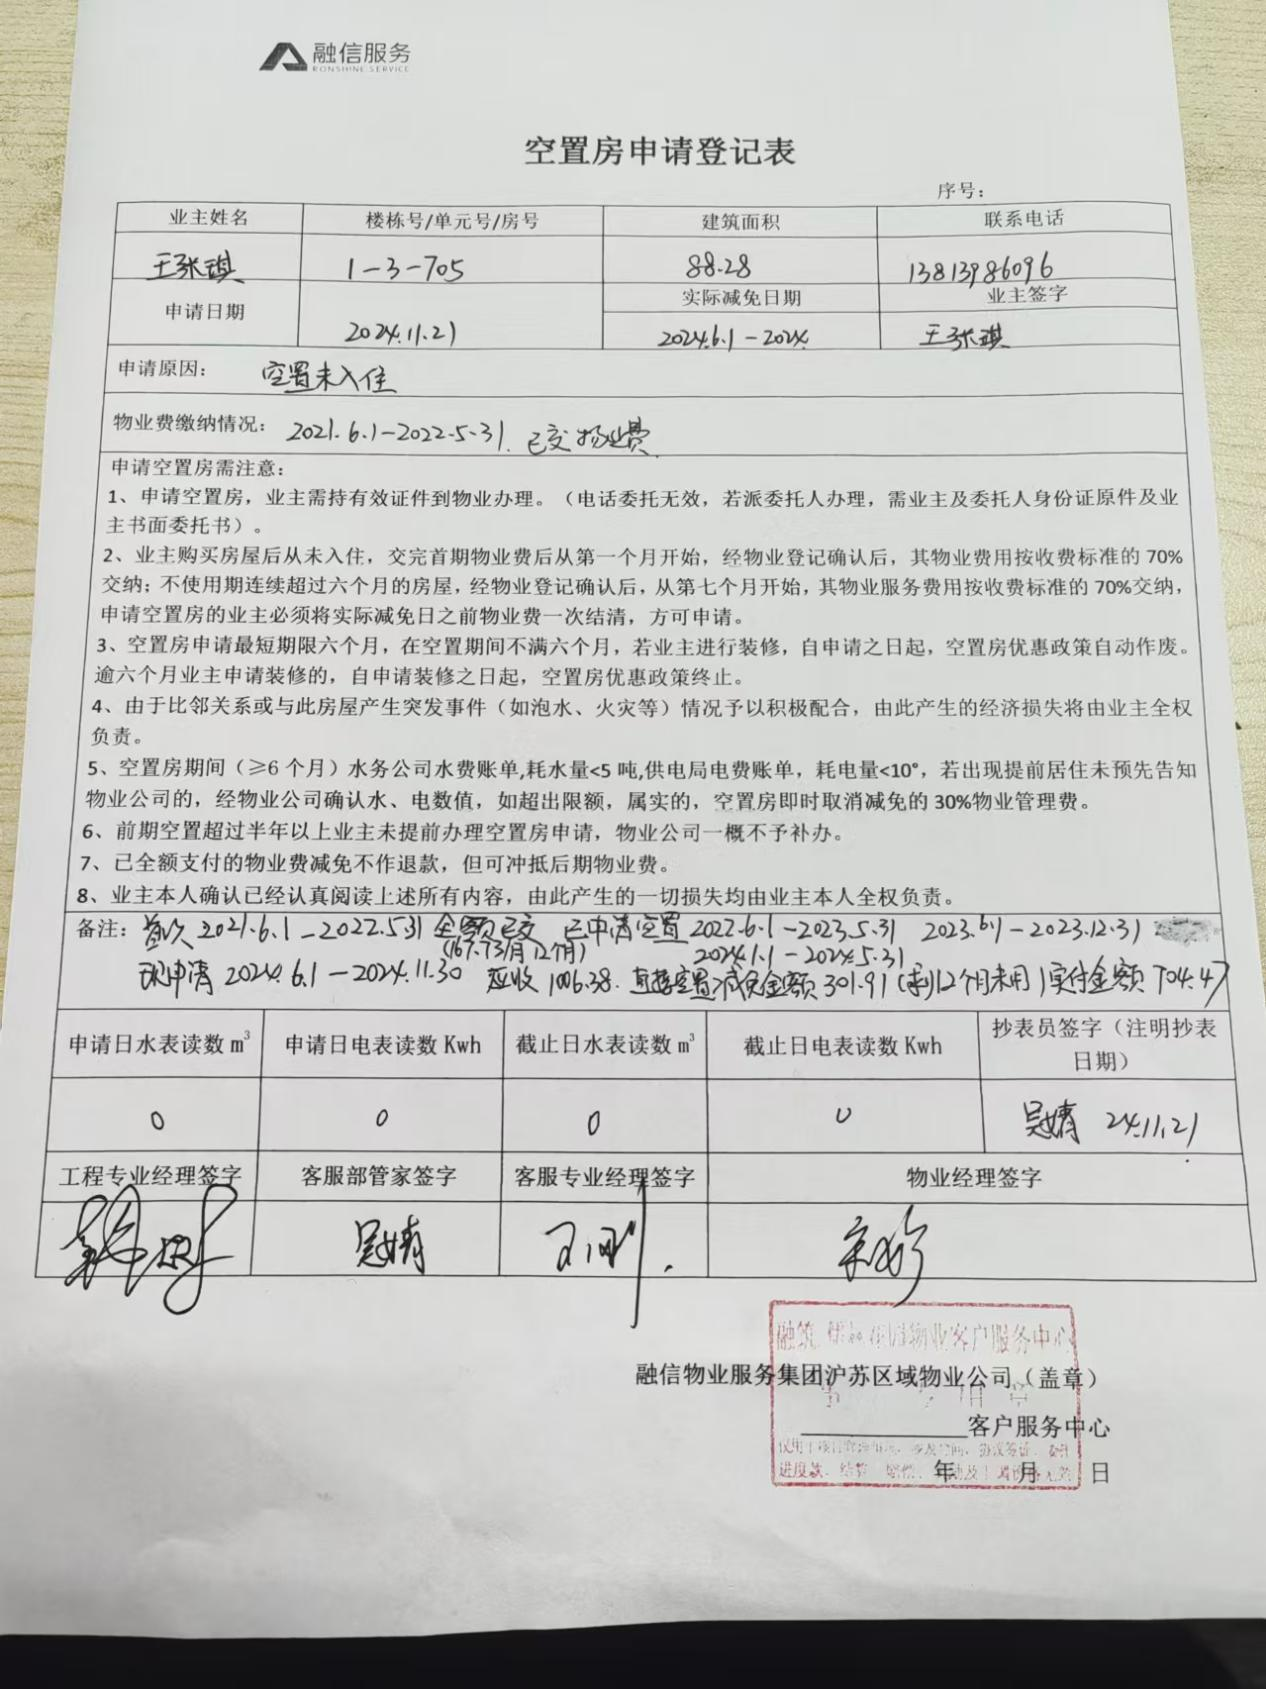 融信服务
RONSHINE SERVICE
空置房申请登记表
序号：
业主姓名 楼栋号/单元号/房号 建筑面积 联系电话
王张琪 1-3-705 88.28 13813986096
申请日期 2024.11.21 实际减免日期 业主签字
2024.6.1-2024. 王张琪
申请原因： 空置未入住
物业费缴纳情况： 2021.6.1-2022.5.31. 已交物业费
申请空置房需注意：
1、申请空置房，业主需持有效证件到物业办理。（电话委托无效，若派委托人办理，需业主及委托人身份证原件及业
主书面委托书）。
2、业主购买房屋后从未入住，交完首期物业费后从第一个月开始，经物业登记确认后，其物业费用按收费标准的 70%
交纳；不使用期连续超过六个月的房屋，经物业登记确认后，从第七个月开始，其物业服务费用按收费标准的 70%交纳，
申请空置房的业主必须将实际减免日之前物业费一次结清，方可申请。
3、空置房申请最短期限六个月，在空置期间不满六个月，若业主进行装修，自申请之日起，空置房优惠政策自动作废。
逾六个月业主申请装修的，自申请装修之日起，空置房优惠政策终止。
4、由于比邻关系或与此房屋产生突发事件（如泡水、火灾等）情况予以积极配合，由此产生的经济损失将由业主全权
负责。
5、空置房期间（≥6 个月）水务公司水费账单,耗水量<5 吨,供电局电费账单，耗电量<10°，若出现提前居住未预先告知
物业公司的，经物业公司确认水、电数值，如超出限额，属实的，空置房即时取消减免的 30%物业管理费。
6、前期空置超过半年以上业主未提前办理空置房申请，物业公司一概不予补办。
7、已全额支付的物业费减免不作退款，但可冲抵后期物业费。
8、业主本人确认已经认真阅读上述所有内容，由此产生的一切损失均由业主本人全权负责。
备注：首次 2021.6.1-2022.5.31 全额已交 已申请空置 2022.6.1-2023.5.31 2023.6.1-2023.12.31
(167.73/月 12个月) 2024.1.1-2024.5.31
现申请 2024.6.1-2024.11.30 应收 1006.38. 空置减免金额 301.91 (剩12个月未用) 实付金额 704.47
申请日水表读数 m³ 申请日电表读数 Kwh 截止日水表读数 m³ 截止日电表读数 Kwh 抄表员签字（注明抄表
日期）
0 0 0 0 吴婧 24.11.21
工程专业经理签字 客服部管家签字 客服专业经理签字 物业经理签字
吴婧
融信物业服务集团沪苏区域物业公司（盖章）
客户服务中心
年 月 日
物业客户服务中心